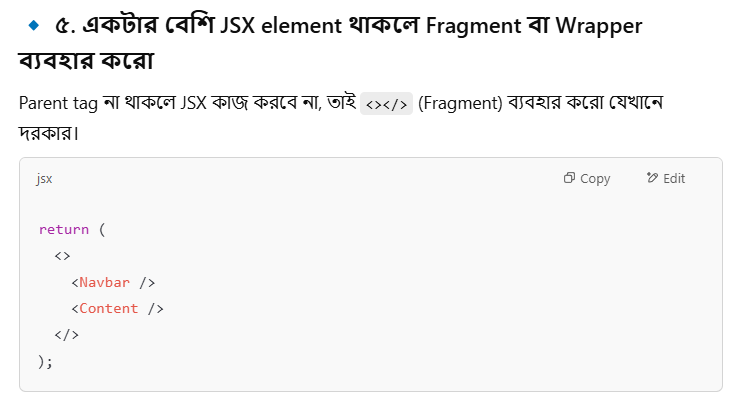 🔹 ৫. একটার বেশি JSX element থাকলে Fragment বা Wrapper
ব্যবহার করো
Parent tag না থাকলে JSX কাজ করবে না, তাই <></> (Fragment) ব্যবহার করো যেখানে
দরকার।
jsx Copy Edit
return (
  <>
    <Navbar />
    <Content />
  </>
);